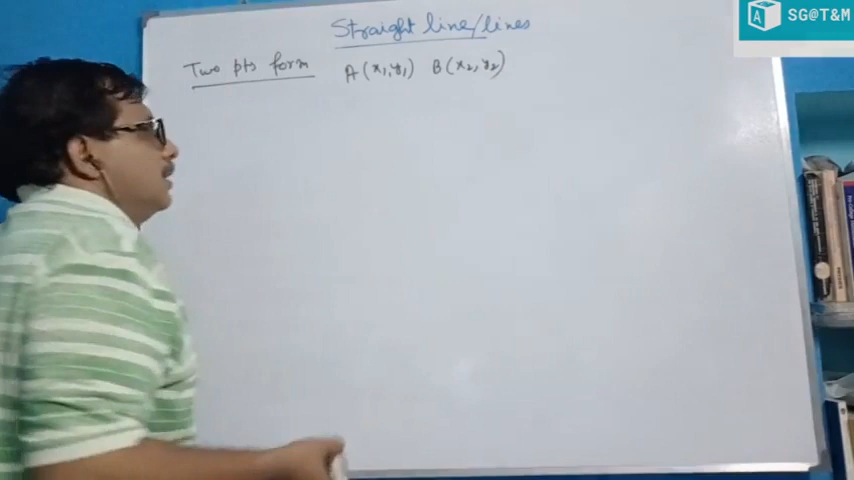 Straight line/lines
SG@T&M
Two pts form A(x₁,y₁) B(x₂,y₂)